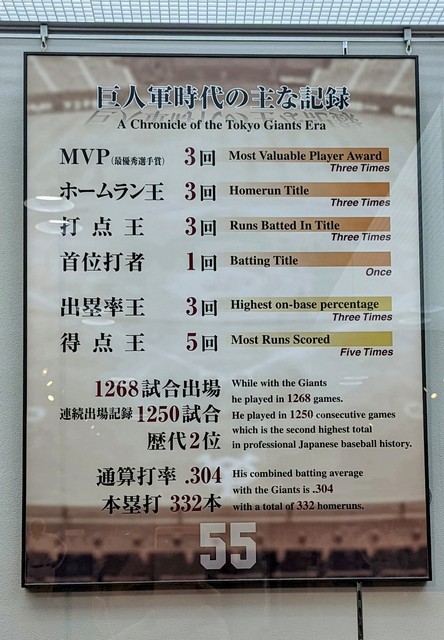 巨人軍時代の主な記録
A Chronicle of the Tokyo Giants Era
MVP(最優秀選手賞) 3回 Most Valuable Player Award
Three Times
ホームラン王 3回 Homerun Title
Three Times
打点王 3回 Runs Batted In Title
Three Times
首位打者 1回 Batting Title
Once
出塁率王 3回 Highest on-base percentage
Three Times
得点王 5回 Most Runs Scored
Five Times
1268試合出場
連続出場記録 1250試合
歴代2位
While with the Giants
he played in 1268 games.
He played in 1250 consecutive games
which is the second highest total
in professional Japanese baseball history.
通算打率 .304
本塁打 332本
His combined batting average
with the Giants is .304
with a total of 332 homeruns.
55